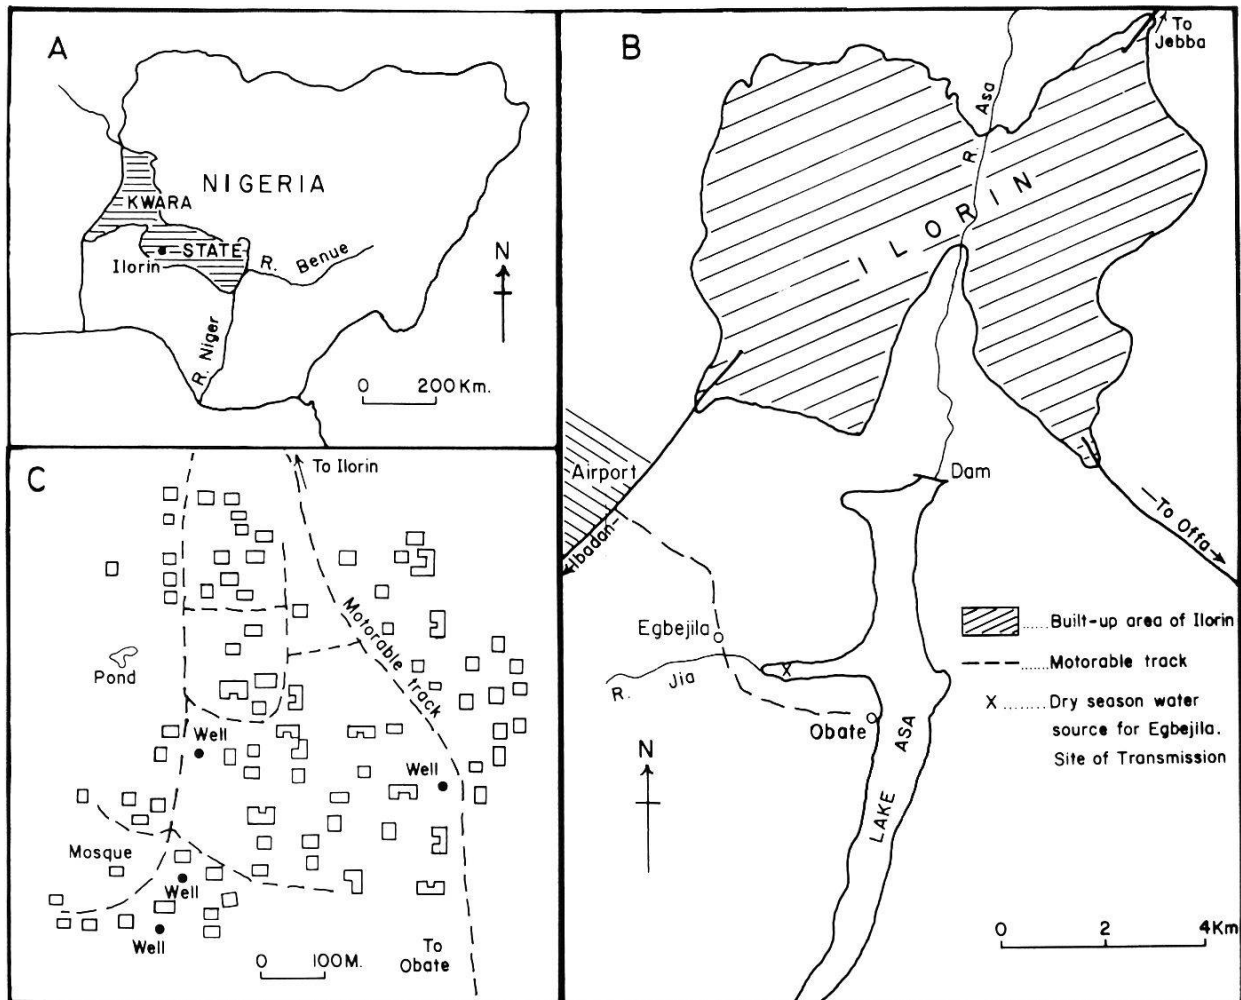 A
NIGERIA
KWARA
STATE
Ilorin
R. Benue
R. Niger
N
0 200 Km.
B
To
Jebba
R. Asa
ILORIN
Airport
Ibadan
Dam
To Offa
Egbejila
R. Jia
Obate
LAKE ASA
N
......Built-up area of Ilorin
......Motorable track
X ........Dry season water
source for Egbejila.
Site of Transmission
0 2 4Km
C
To Ilorin
Motorable track
Pond
Well
Well
Mosque
Well
Well
To
Obate
0 100M.